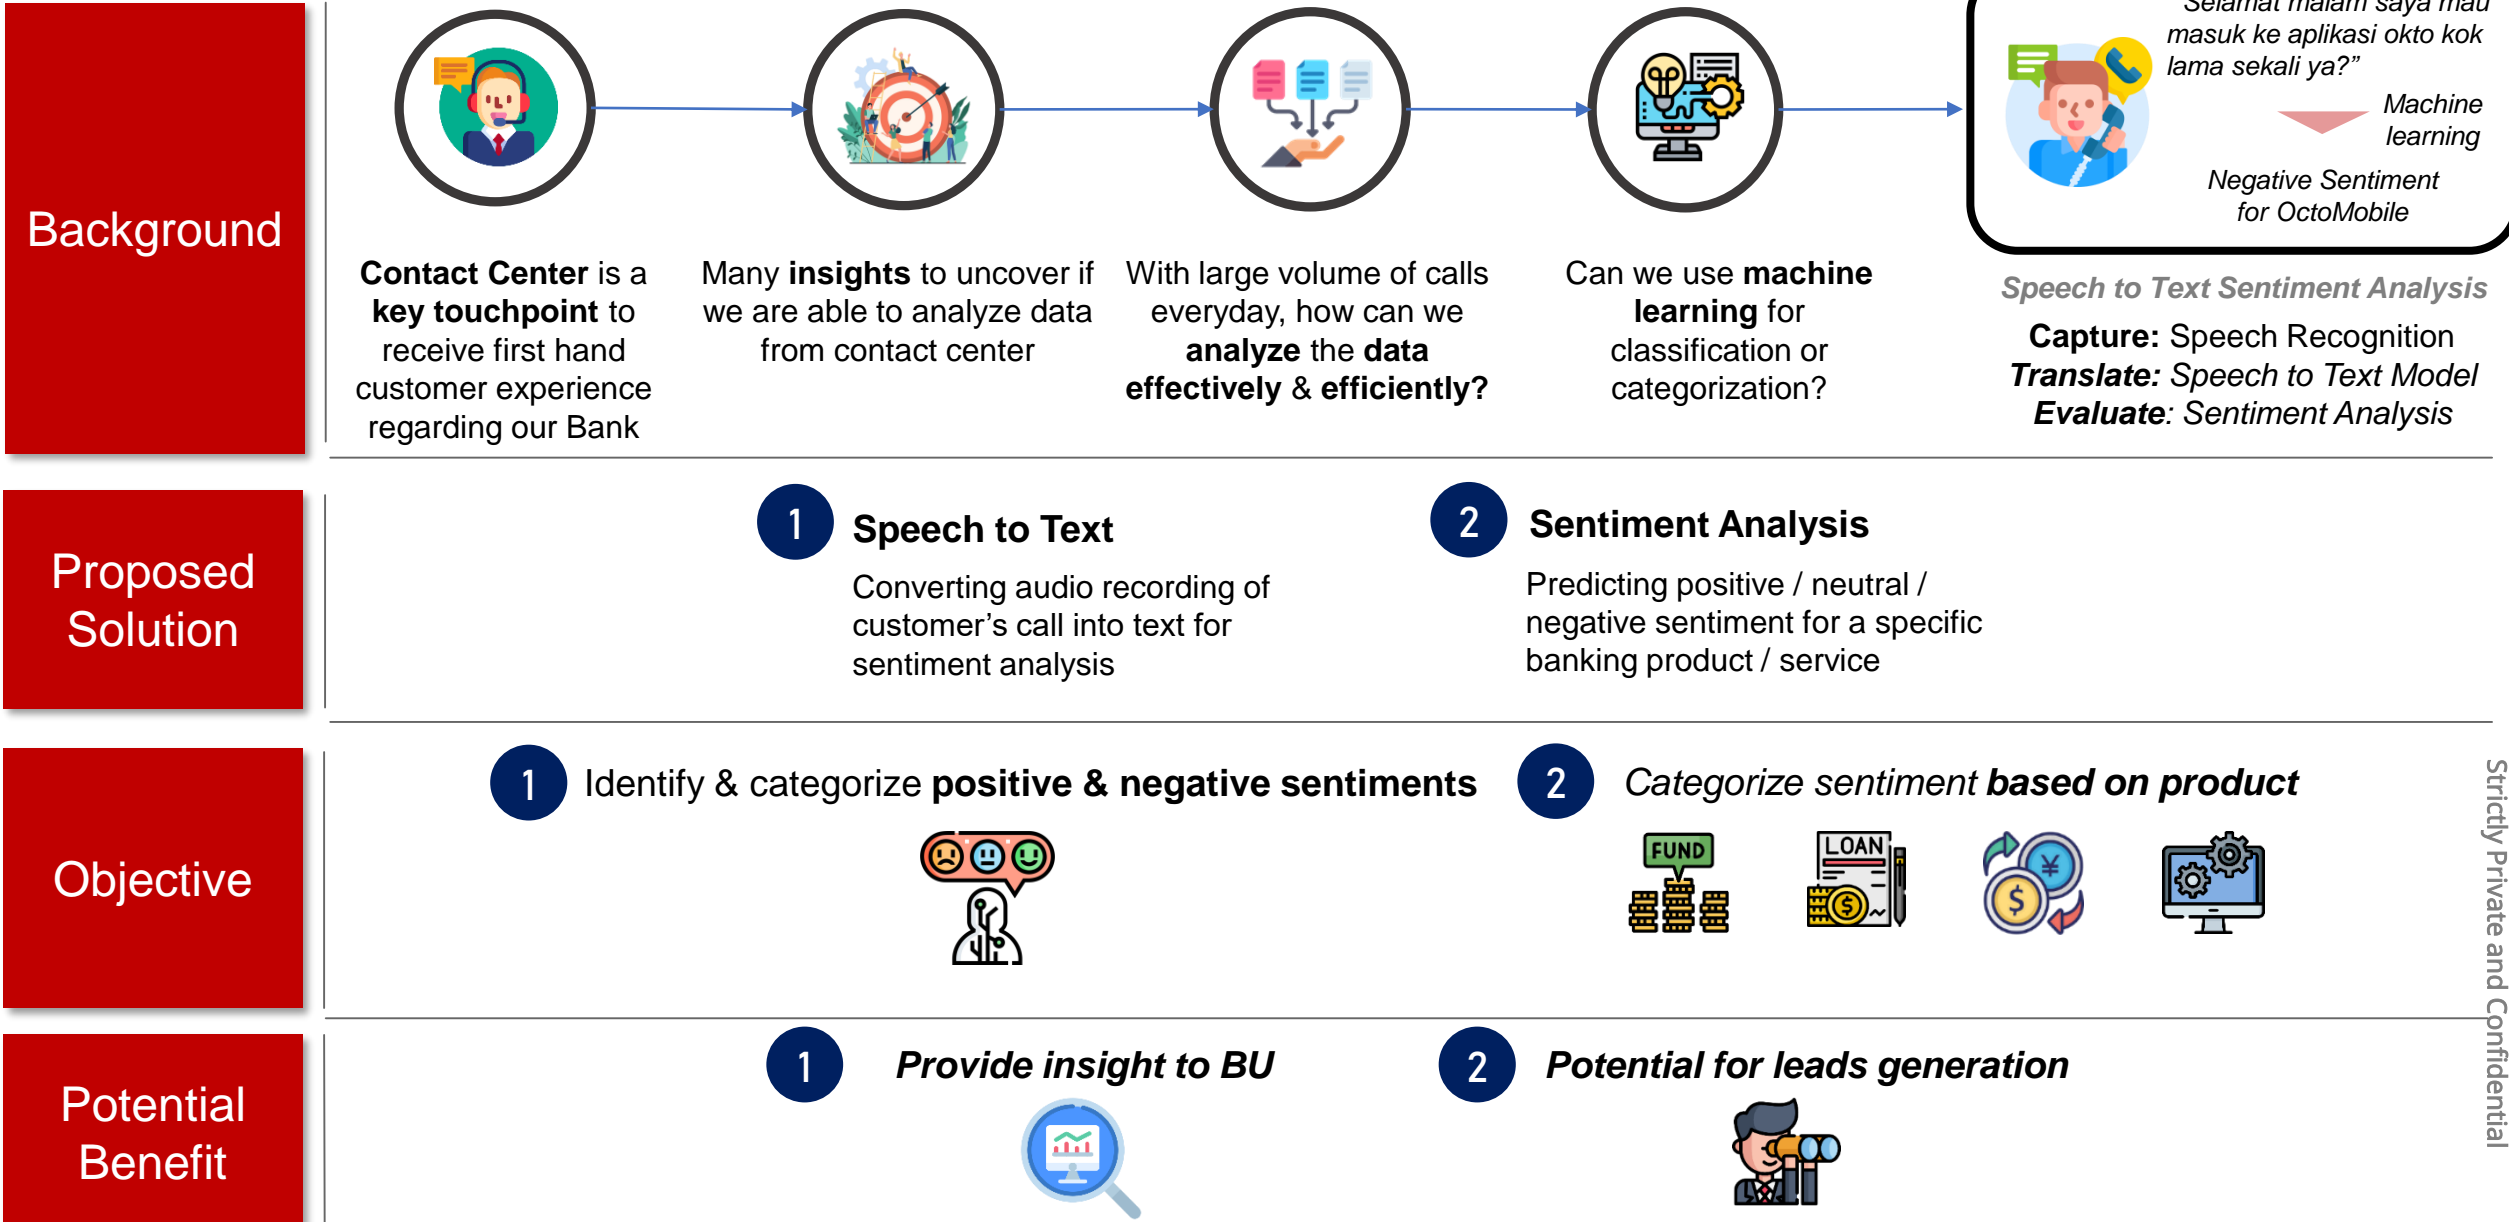 Background
"Selamat malam saya mau
masuk ke aplikasi okto kok
lama sekali ya?”
Machine
learning
Negative Sentiment
for OctoMobile
Contact Center is a
key touchpoint to
receive first hand
customer experience
regarding our Bank
Many insights to uncover if
we are able to analyze data
from contact center
With large volume of calls
everyday, how can we
analyze the data
effectively & efficiently?
Can we use machine
learning for
classification or
categorization?
Speech to Text Sentiment Analysis
Capture: Speech Recognition
Translate: Speech to Text Model
Evaluate: Sentiment Analysis
Proposed
Solution
1
Speech to Text
Converting audio recording of
customer’s call into text for
sentiment analysis
2
Sentiment Analysis
Predicting positive / neutral /
negative sentiment for a specific
banking product / service
Objective
1
Identify & categorize positive & negative sentiments
2
Categorize sentiment based on product
FUND
LOAN
¥
$
$
Potential
Benefit
1
Provide insight to BU
2
Potential for leads generation
Strictly Private and Confidential